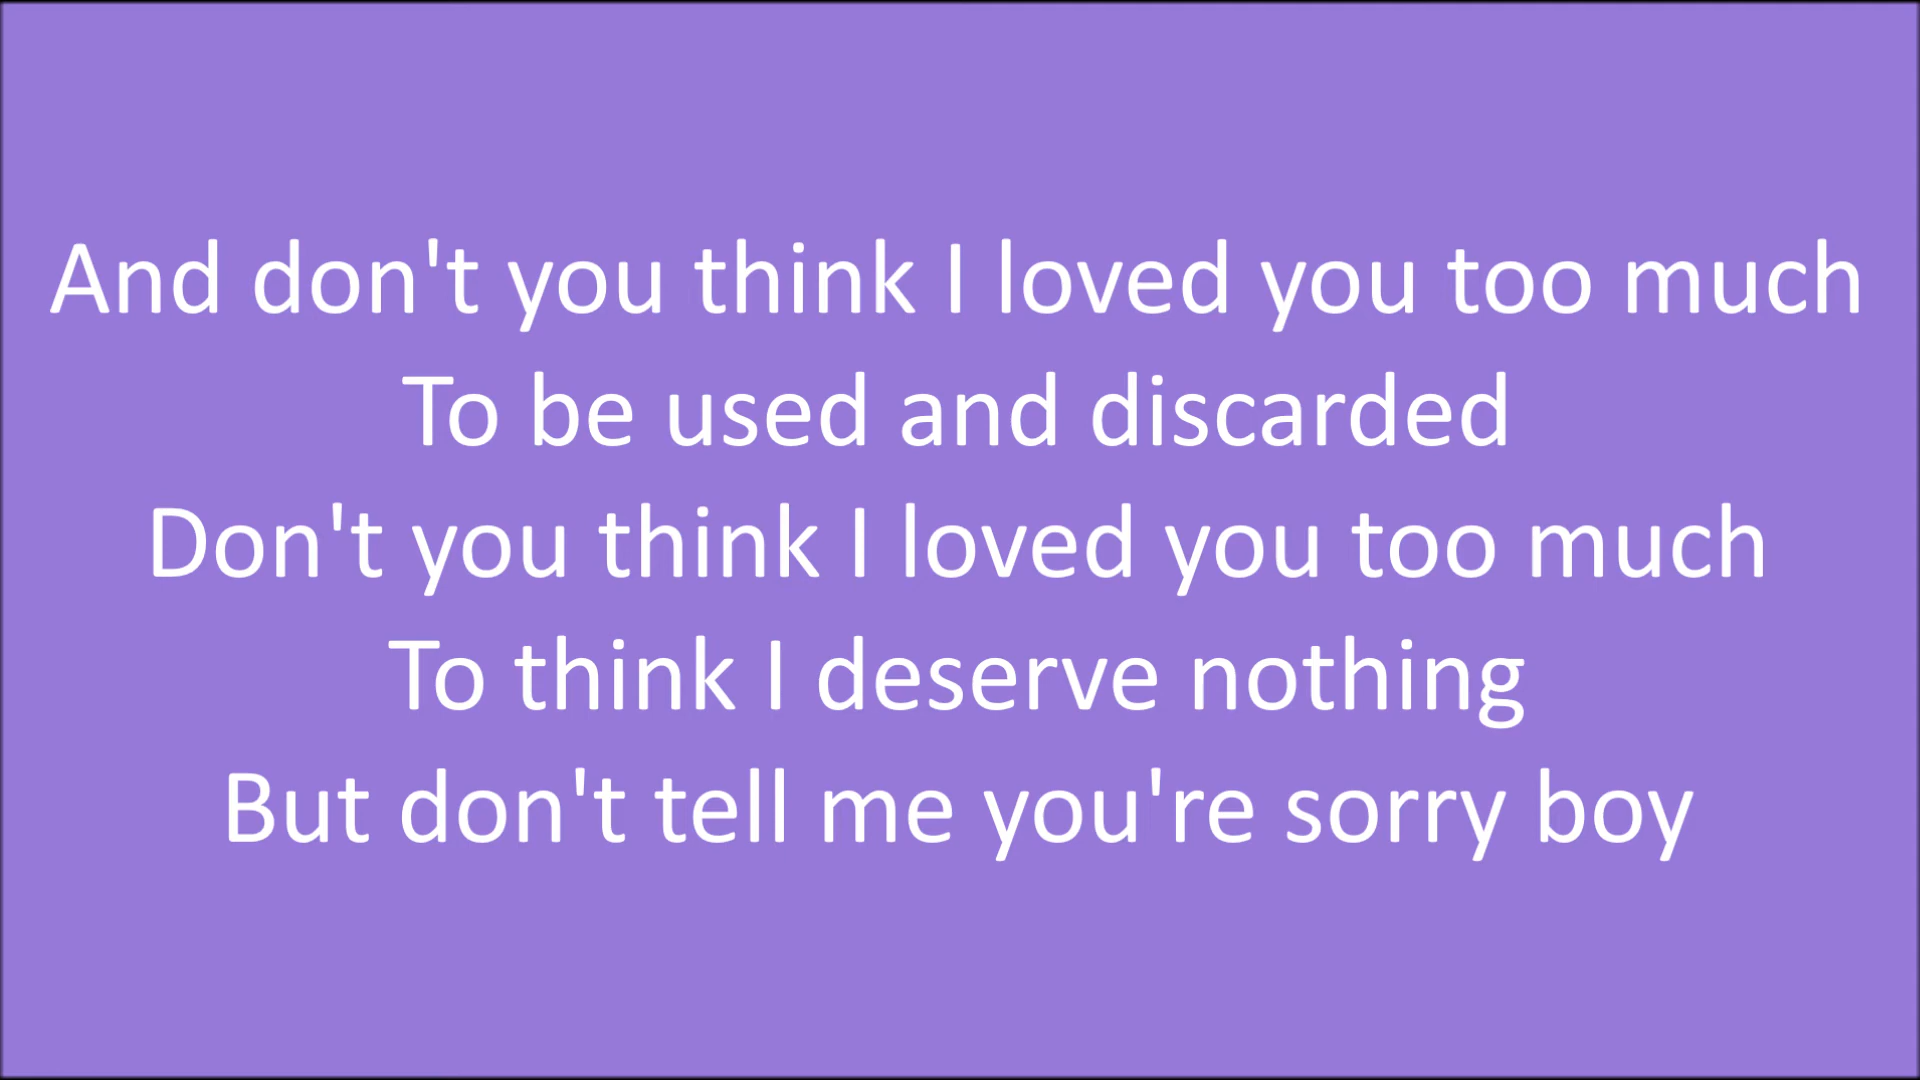 And don't you think I loved you too much
To be used and discarded
Don't you think I loved you too much
To think I deserve nothing
But don't tell me you're sorry boy